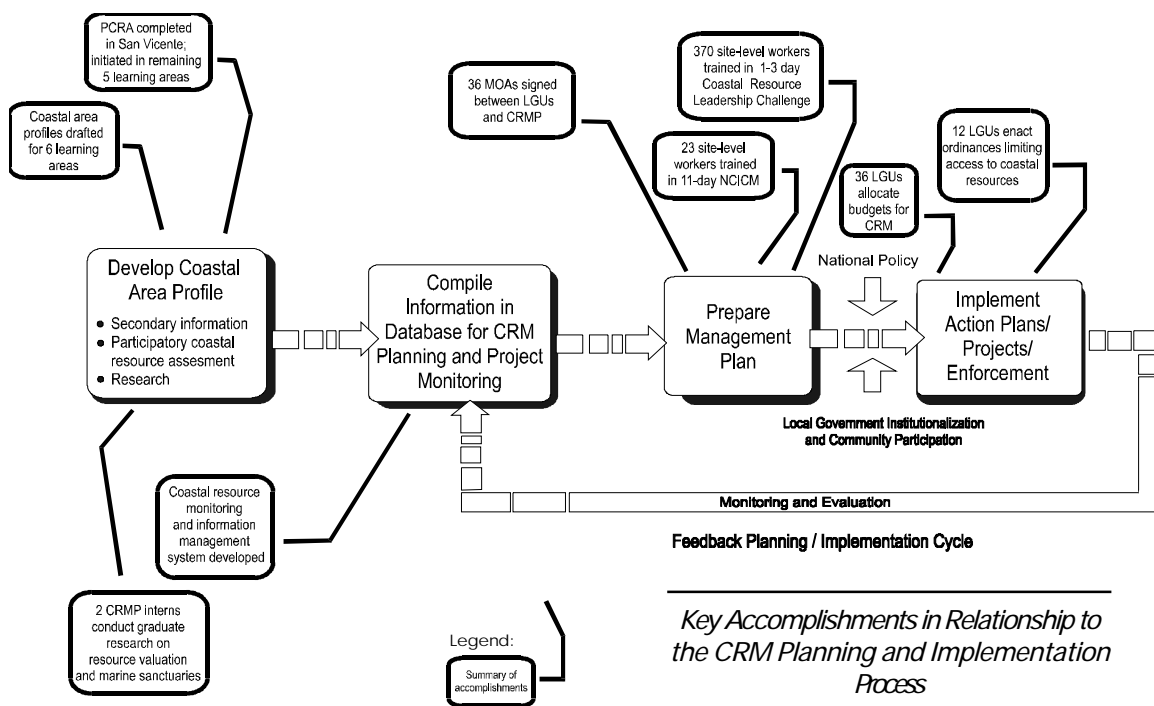 PCRA completed
in San Vicente;
initiated in remaining
5 learning areas
Coastal area
profiles drafted
for 6 learning
areas
36 MOAs signed
between LGUs
and CRMP
370 site-level workers
trained in 1-3 day
Coastal Resource
Leadership Challenge
23 site-level
workers trained
in 11-day NCICM
12 LGUs enact
ordinances limiting
access to coastal
resources
36 LGUs
allocate
budgets for
CRM
National Policy
Develop Coastal
Area Profile
• Secondary information
• Participatory coastal
resource assesment
• Research
Compile
Information in
Database for CRM
Planning and Project
Monitoring
Prepare
Management
Plan
Implement
Action Plans/
Projects/
Enforcement
Local Government Institutionalization
and Community Participation
Monitoring and Evaluation
Feedback Planning / Implementation Cycle
Coastal resource
monitoring
and information
management
system developed
2 CRMP interns
conduct graduate
research on
resource valuation
and marine sanctuaries
Legend:
Summary of
accomplishments
Key Accomplishments in Relationship to
the CRM Planning and Implementation
Process